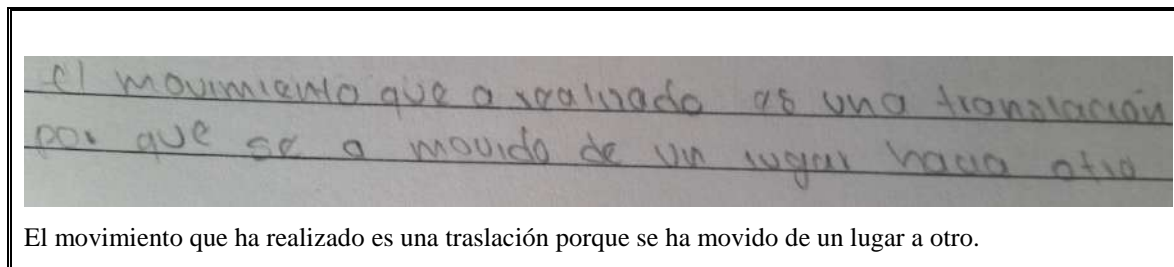 El movimiento que a realizado es una translación
por que se a movido de un lugar hacia otro
El movimiento que ha realizado es una traslación porque se ha movido de un lugar a otro.